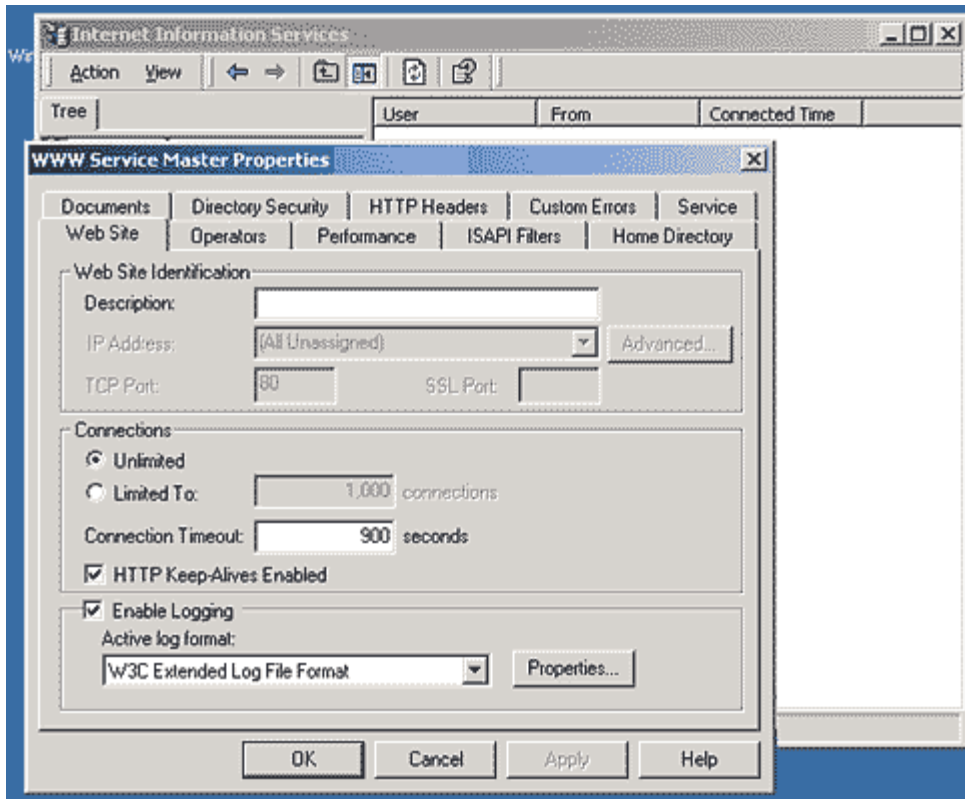 Internet Information Services
Action View
Tree
User From Connected Time
WWW Service Master Properties
Documents Directory Security HTTP Headers Custom Errors Service
Web Site Operators Performance ISAPI Filters Home Directory
Web Site Identification
Description:
IP Address: (All Unassigned) Advanced...
TCP Port: 80 SSL Port:
Connections
Unlimited
Limited To: 1,000 connections
Connection Timeout: 900 seconds
HTTP Keep-Alives Enabled
Enable Logging
Active log format:
W3C Extended Log File Format Properties...
OK Cancel Apply Help